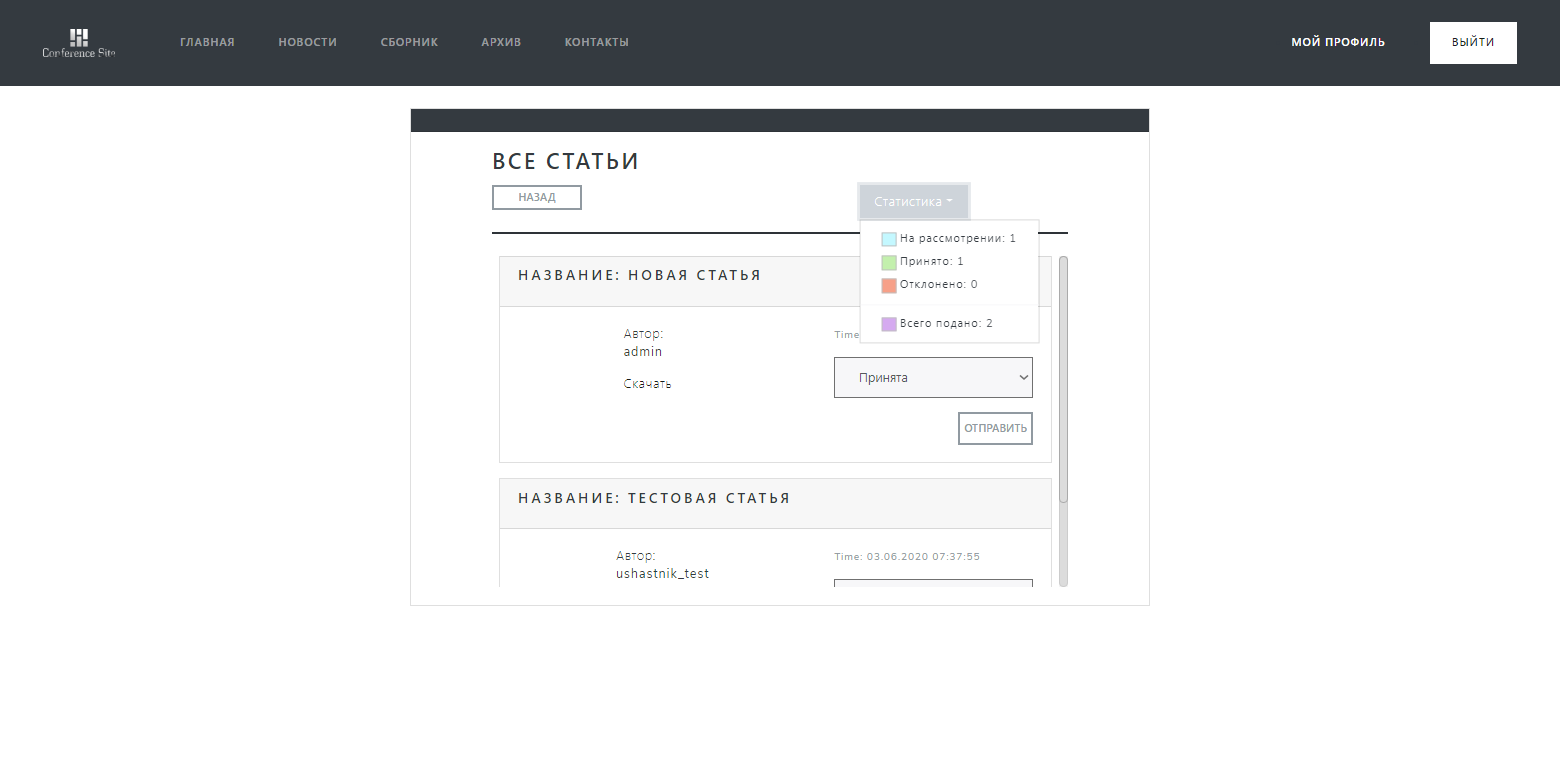 Conference Site
ГЛАВНАЯ
НОВОСТИ
СБОРНИК
АРХИВ
КОНТАКТЫ
МОЙ ПРОФИЛЬ
ВЫЙТИ
ВСЕ СТАТЬИ
НАЗАД
Статистика
На рассмотрении: 1
Принято: 1
Отклонено: 0
Всего подано: 2
НАЗВАНИЕ: НОВАЯ СТАТЬЯ
Автор:
admin
Скачать
Time
Принята
ОТПРАВИТЬ
НАЗВАНИЕ: ТЕСТОВАЯ СТАТЬЯ
Автор:
ushastnik_test
Time: 03.06.2020 07:37:55